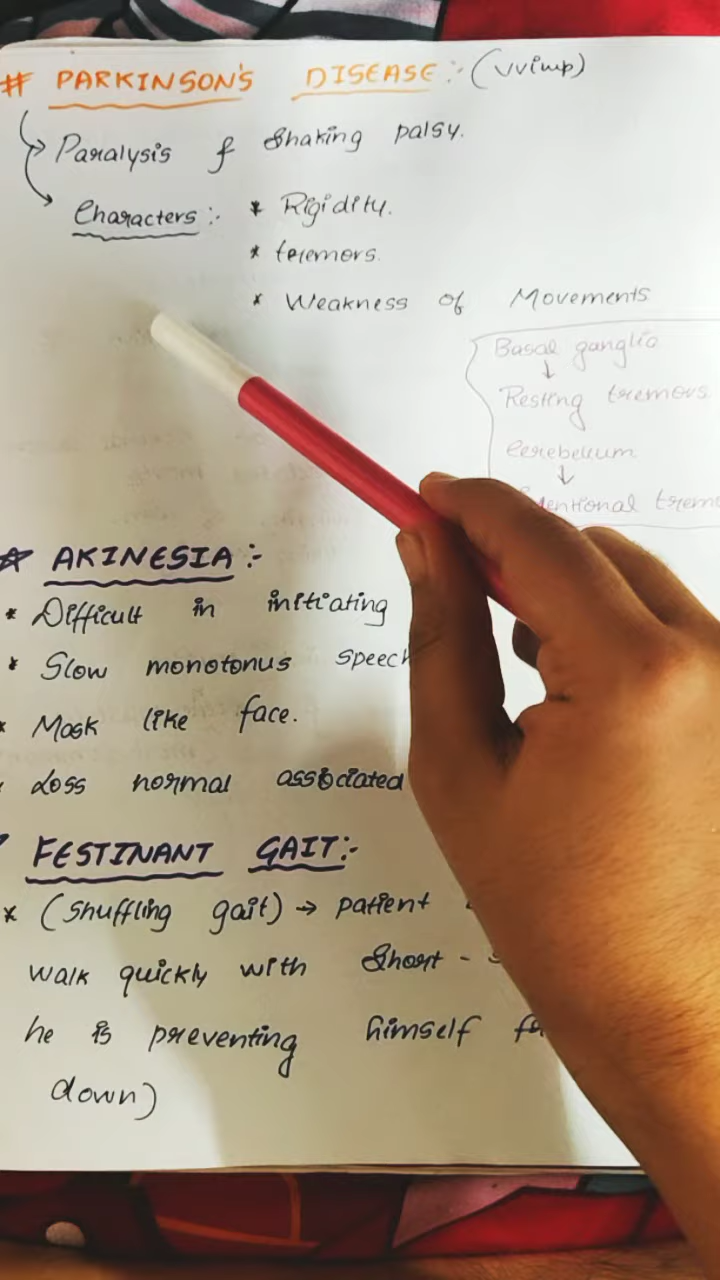 # PARKINSON'S DISEASE :- (vvimp)
Paralysis f Shaking palsy.
Characters :- * Rigidity.
* tremors.
* Weakness of Movements
Basal ganglia
↓
Resting tremors.
Cerebellum
↓
tentional trem
☆ AKINESIA :-
* Difficult in initiating
* Slow monotonus speech
* Mask like face.
* Loss normal associated
FESTINANT GAIT :-
* (Shuffling gait) → patient
walk quickly with Short -
he is preventing himself
down)